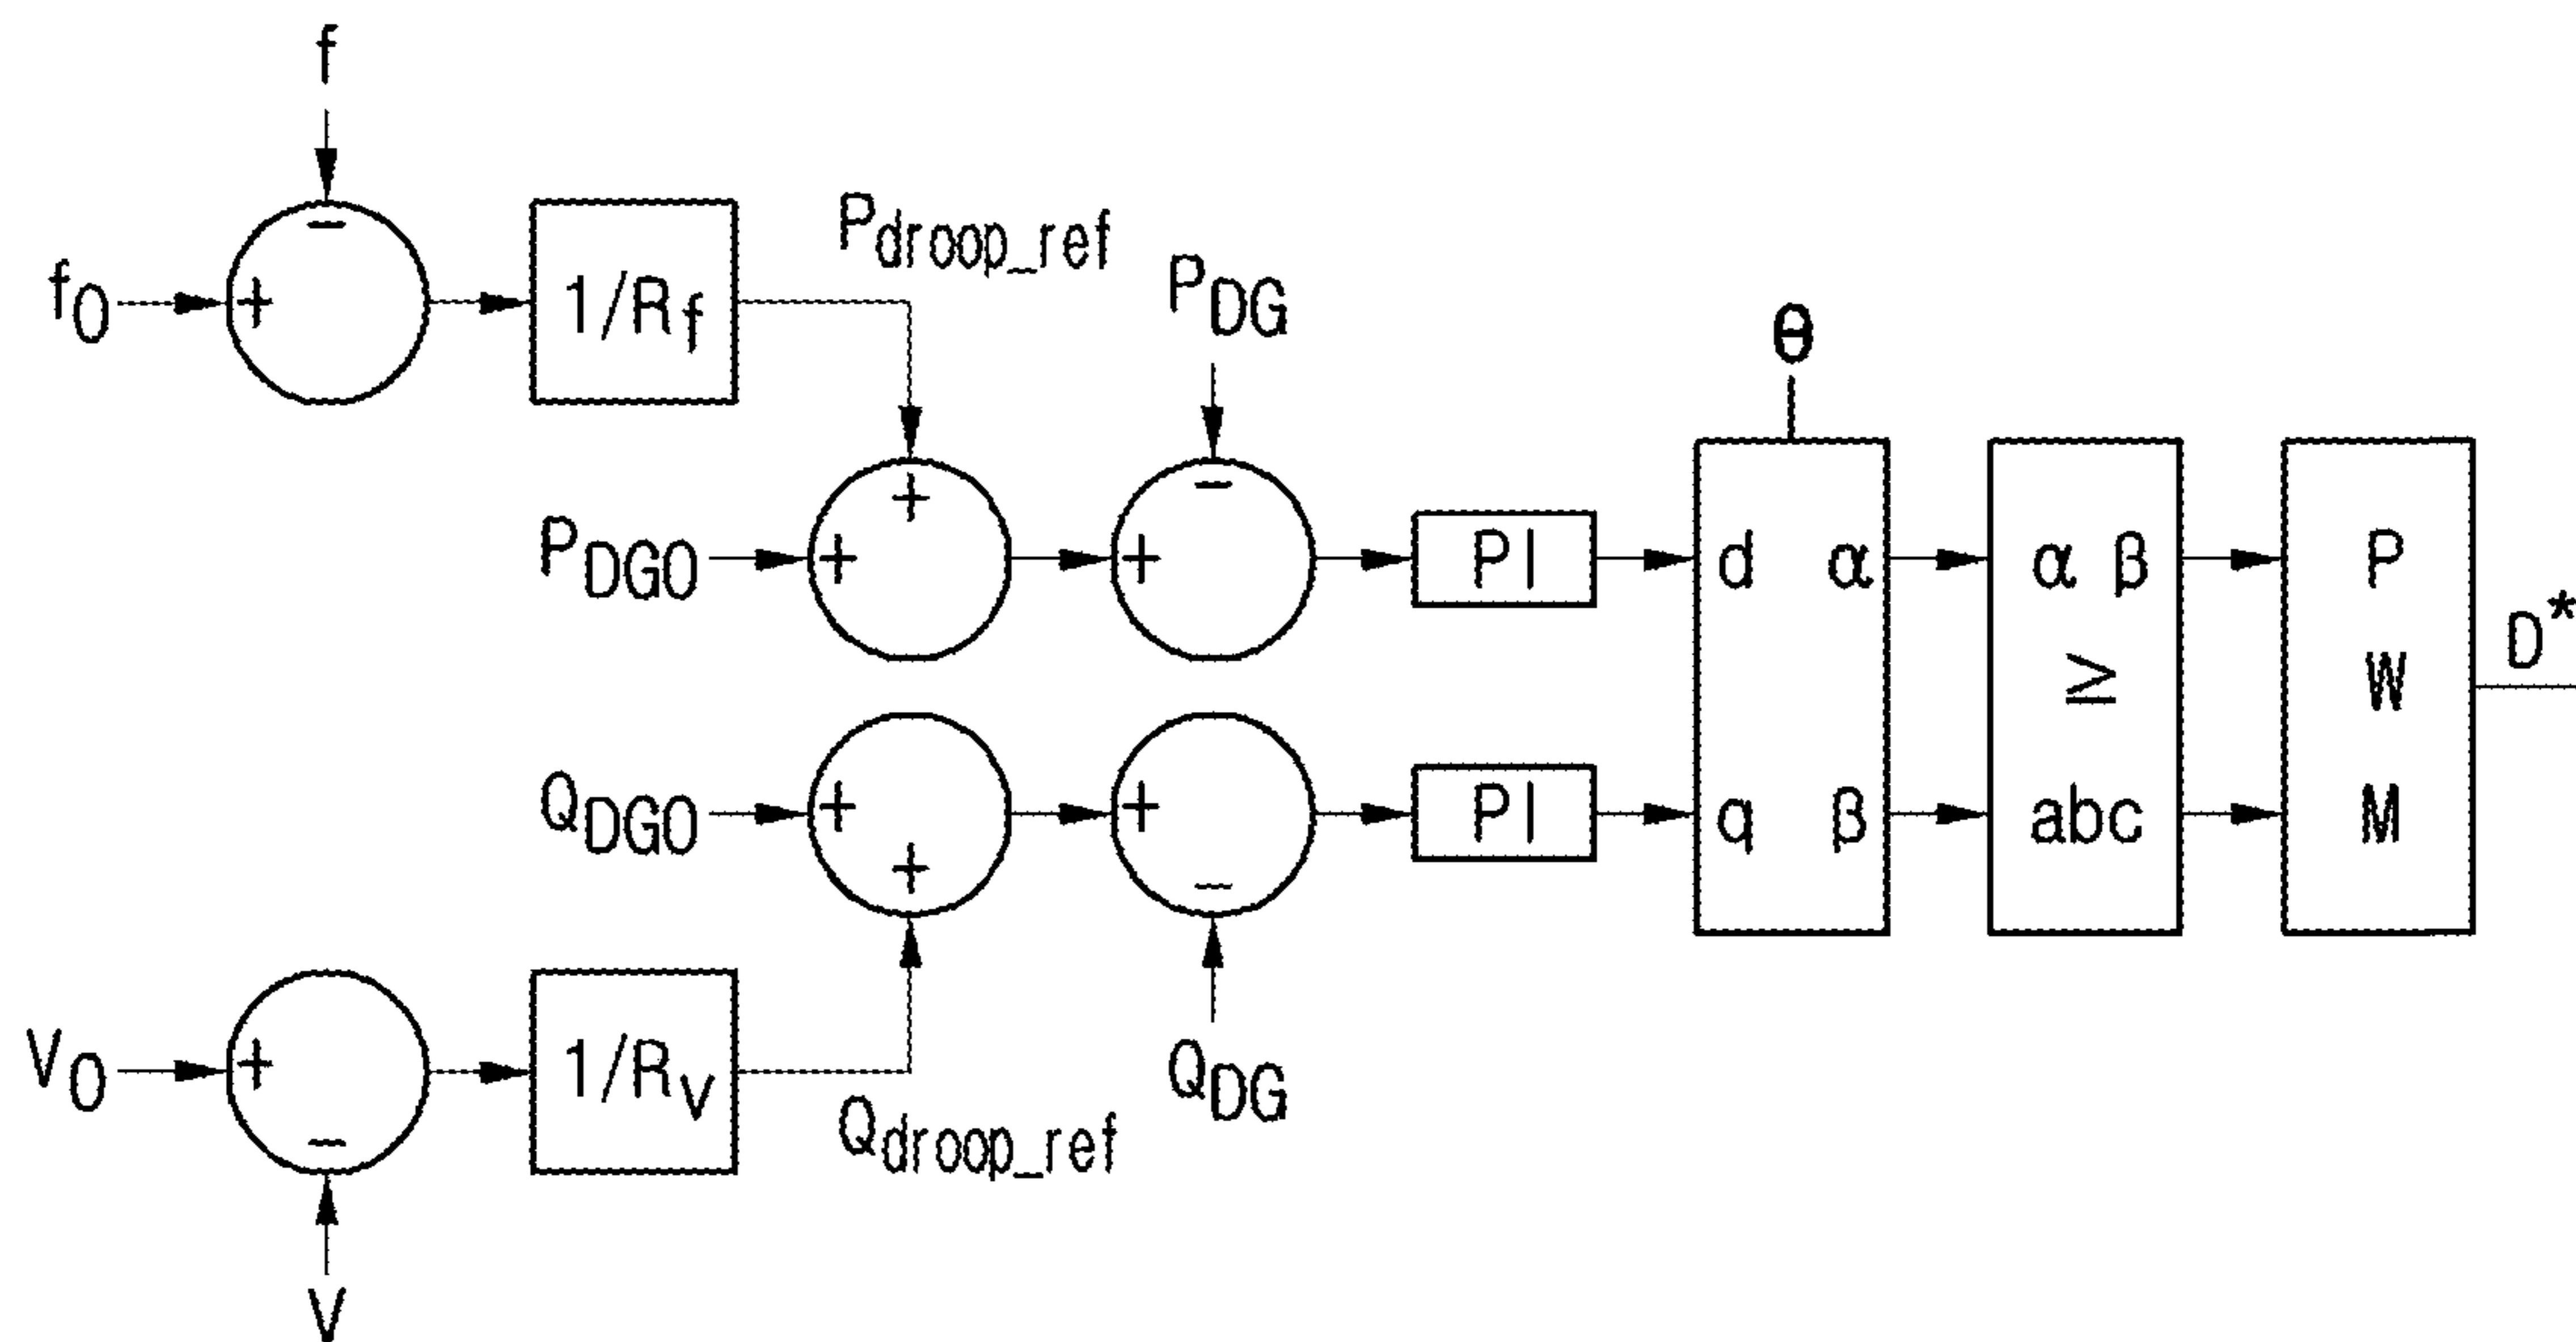 f
f0
−
+
1/Rf
Pdroop_ref
PDG
θ
PDG0
+
+
+
−
PI
d α
α β
≥
abc
P
W
M
D*
QDG0
+
+
+
−
PI
q β
V0
+
−
1/RV
Qdroop_ref
QDG
V